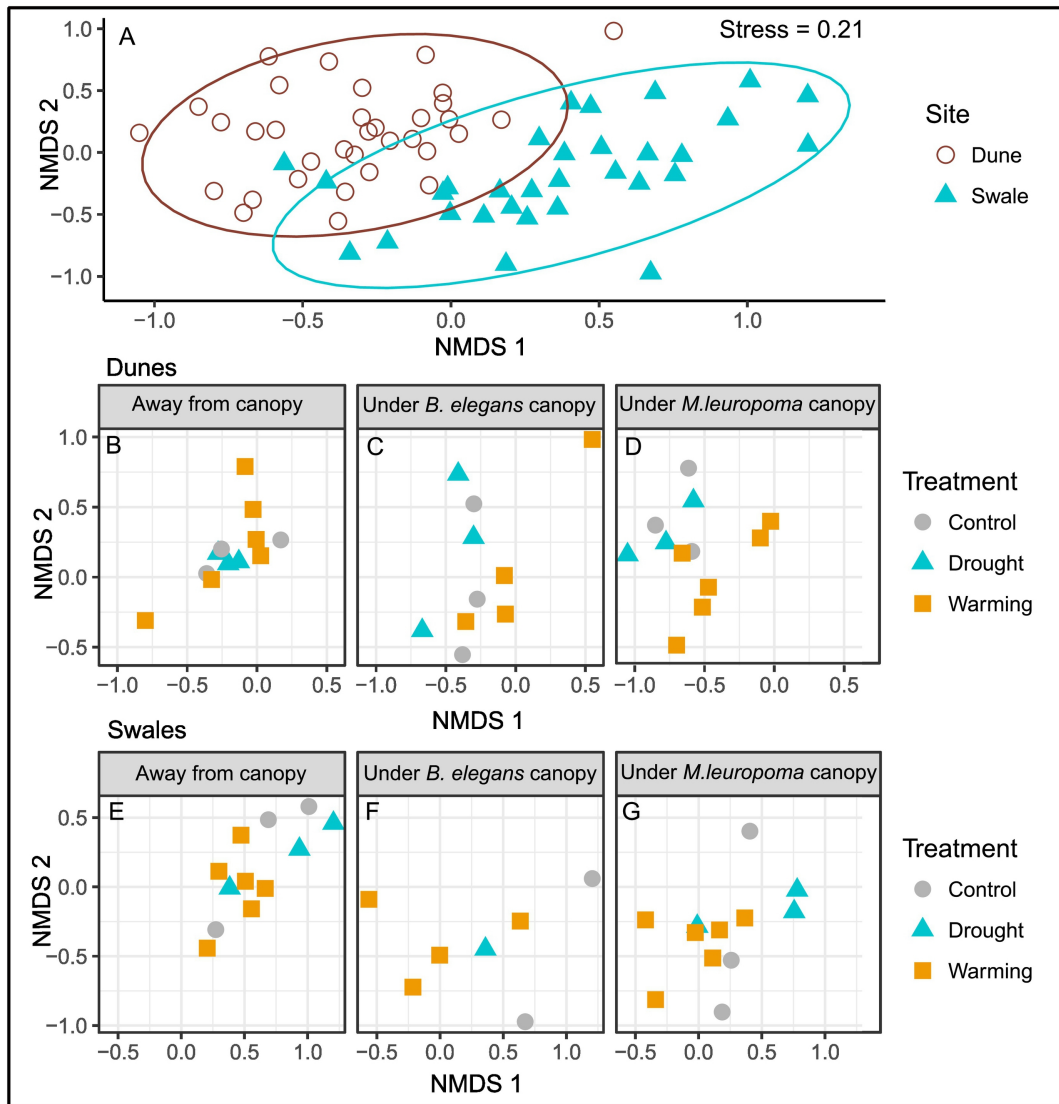 A
Stress = 0.21
1.0
0.5
0.0
−0.5
−1.0
NMDS 2
−1.0
−0.5
0.0
0.5
1.0
NMDS 1
Site
Dune
Swale
Dunes
Away from canopy
Under B. elegans canopy
Under M.leuropoma canopy
B
C
D
1.0
0.5
0.0
−0.5
NMDS 2
−1.0 −0.5 0.0 0.5
−1.0 −0.5 0.0 0.5
−1.0 −0.5 0.0 0.5
NMDS 1
Treatment
Control
Drought
Warming
Swales
Away from canopy
Under B. elegans canopy
Under M.leuropoma canopy
E
F
G
0.5
0.0
−0.5
−1.0
NMDS 2
−0.5 0.0 0.5 1.0
−0.5 0.0 0.5 1.0
−0.5 0.0 0.5 1.0
NMDS 1
Treatment
Control
Drought
Warming